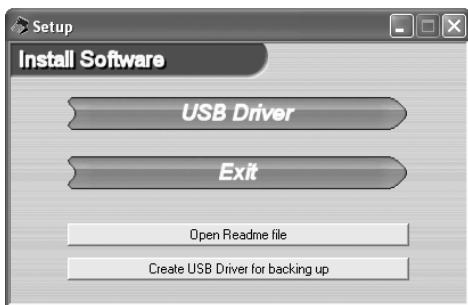 Setup
Install Software
USB Driver
Exit
Open Readme file
Create USB Driver for backing up